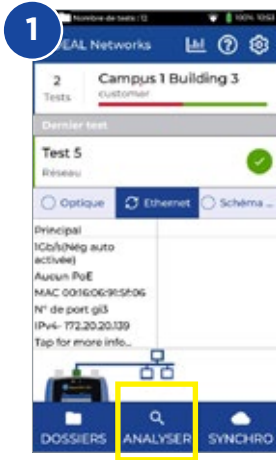 1
Nombre de tests : 12
100% 10:53
IDEAL Networks
2
Tests
Campus 1 Building 3
customer
Dernier test
Test 5
Réseau
Optique
Ethernet
Schéma ...
Principal
1Gb/s(Nég auto
activée)
Aucun PoE
MAC 00:16:06:91:5F:06
N° de port gi3
IPv4- 172.20.20.139
Tap for more info...
DOSSIERS
ANALYSER
SYNCHRO